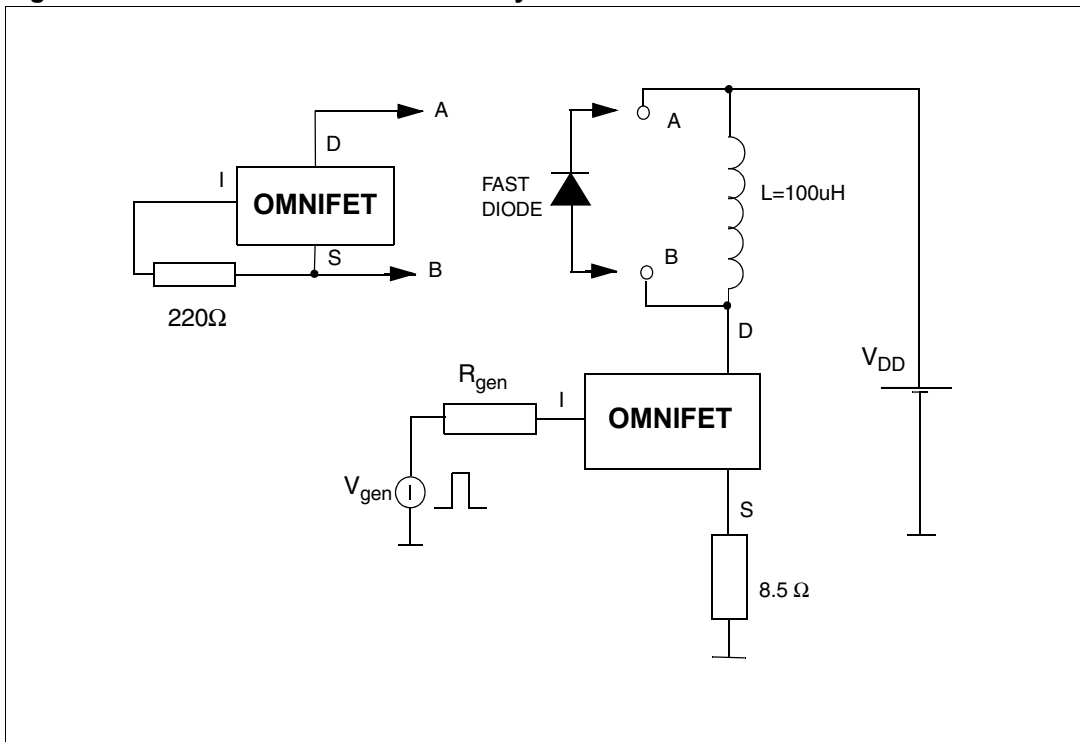 A
D
I
OMNIFET
S
B
220Ω
A
FAST
DIODE
L=100uH
B
D
V_DD
R_gen
I
OMNIFET
V_gen
S
8.5 Ω